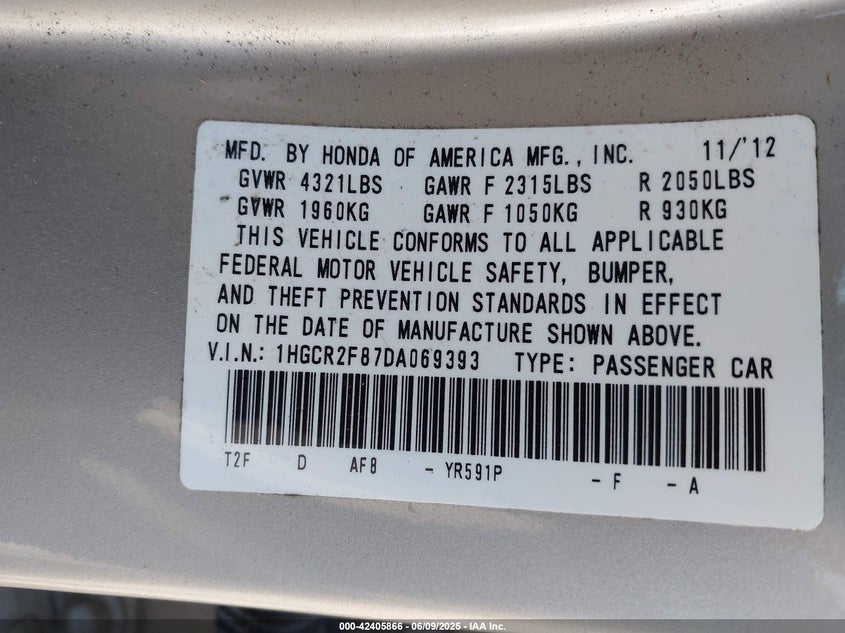 MFD. BY HONDA OF AMERICA MFG., INC. 11/'12
GVWR 4321LBS GAWR F 2315LBS R 2050LBS
GVWR 1960KG GAWR F 1050KG R 930KG
THIS VEHICLE CONFORMS TO ALL APPLICABLE
FEDERAL MOTOR VEHICLE SAFETY, BUMPER,
AND THEFT PREVENTION STANDARDS IN EFFECT
ON THE DATE OF MANUFACTURE SHOWN ABOVE.
V.I.N.: 1HGCR2F87DA069393 TYPE: PASSENGER CAR
T2F D AF8 - YR591P - F - A
000-42405866 - 06/09/2025 - IAA Inc.